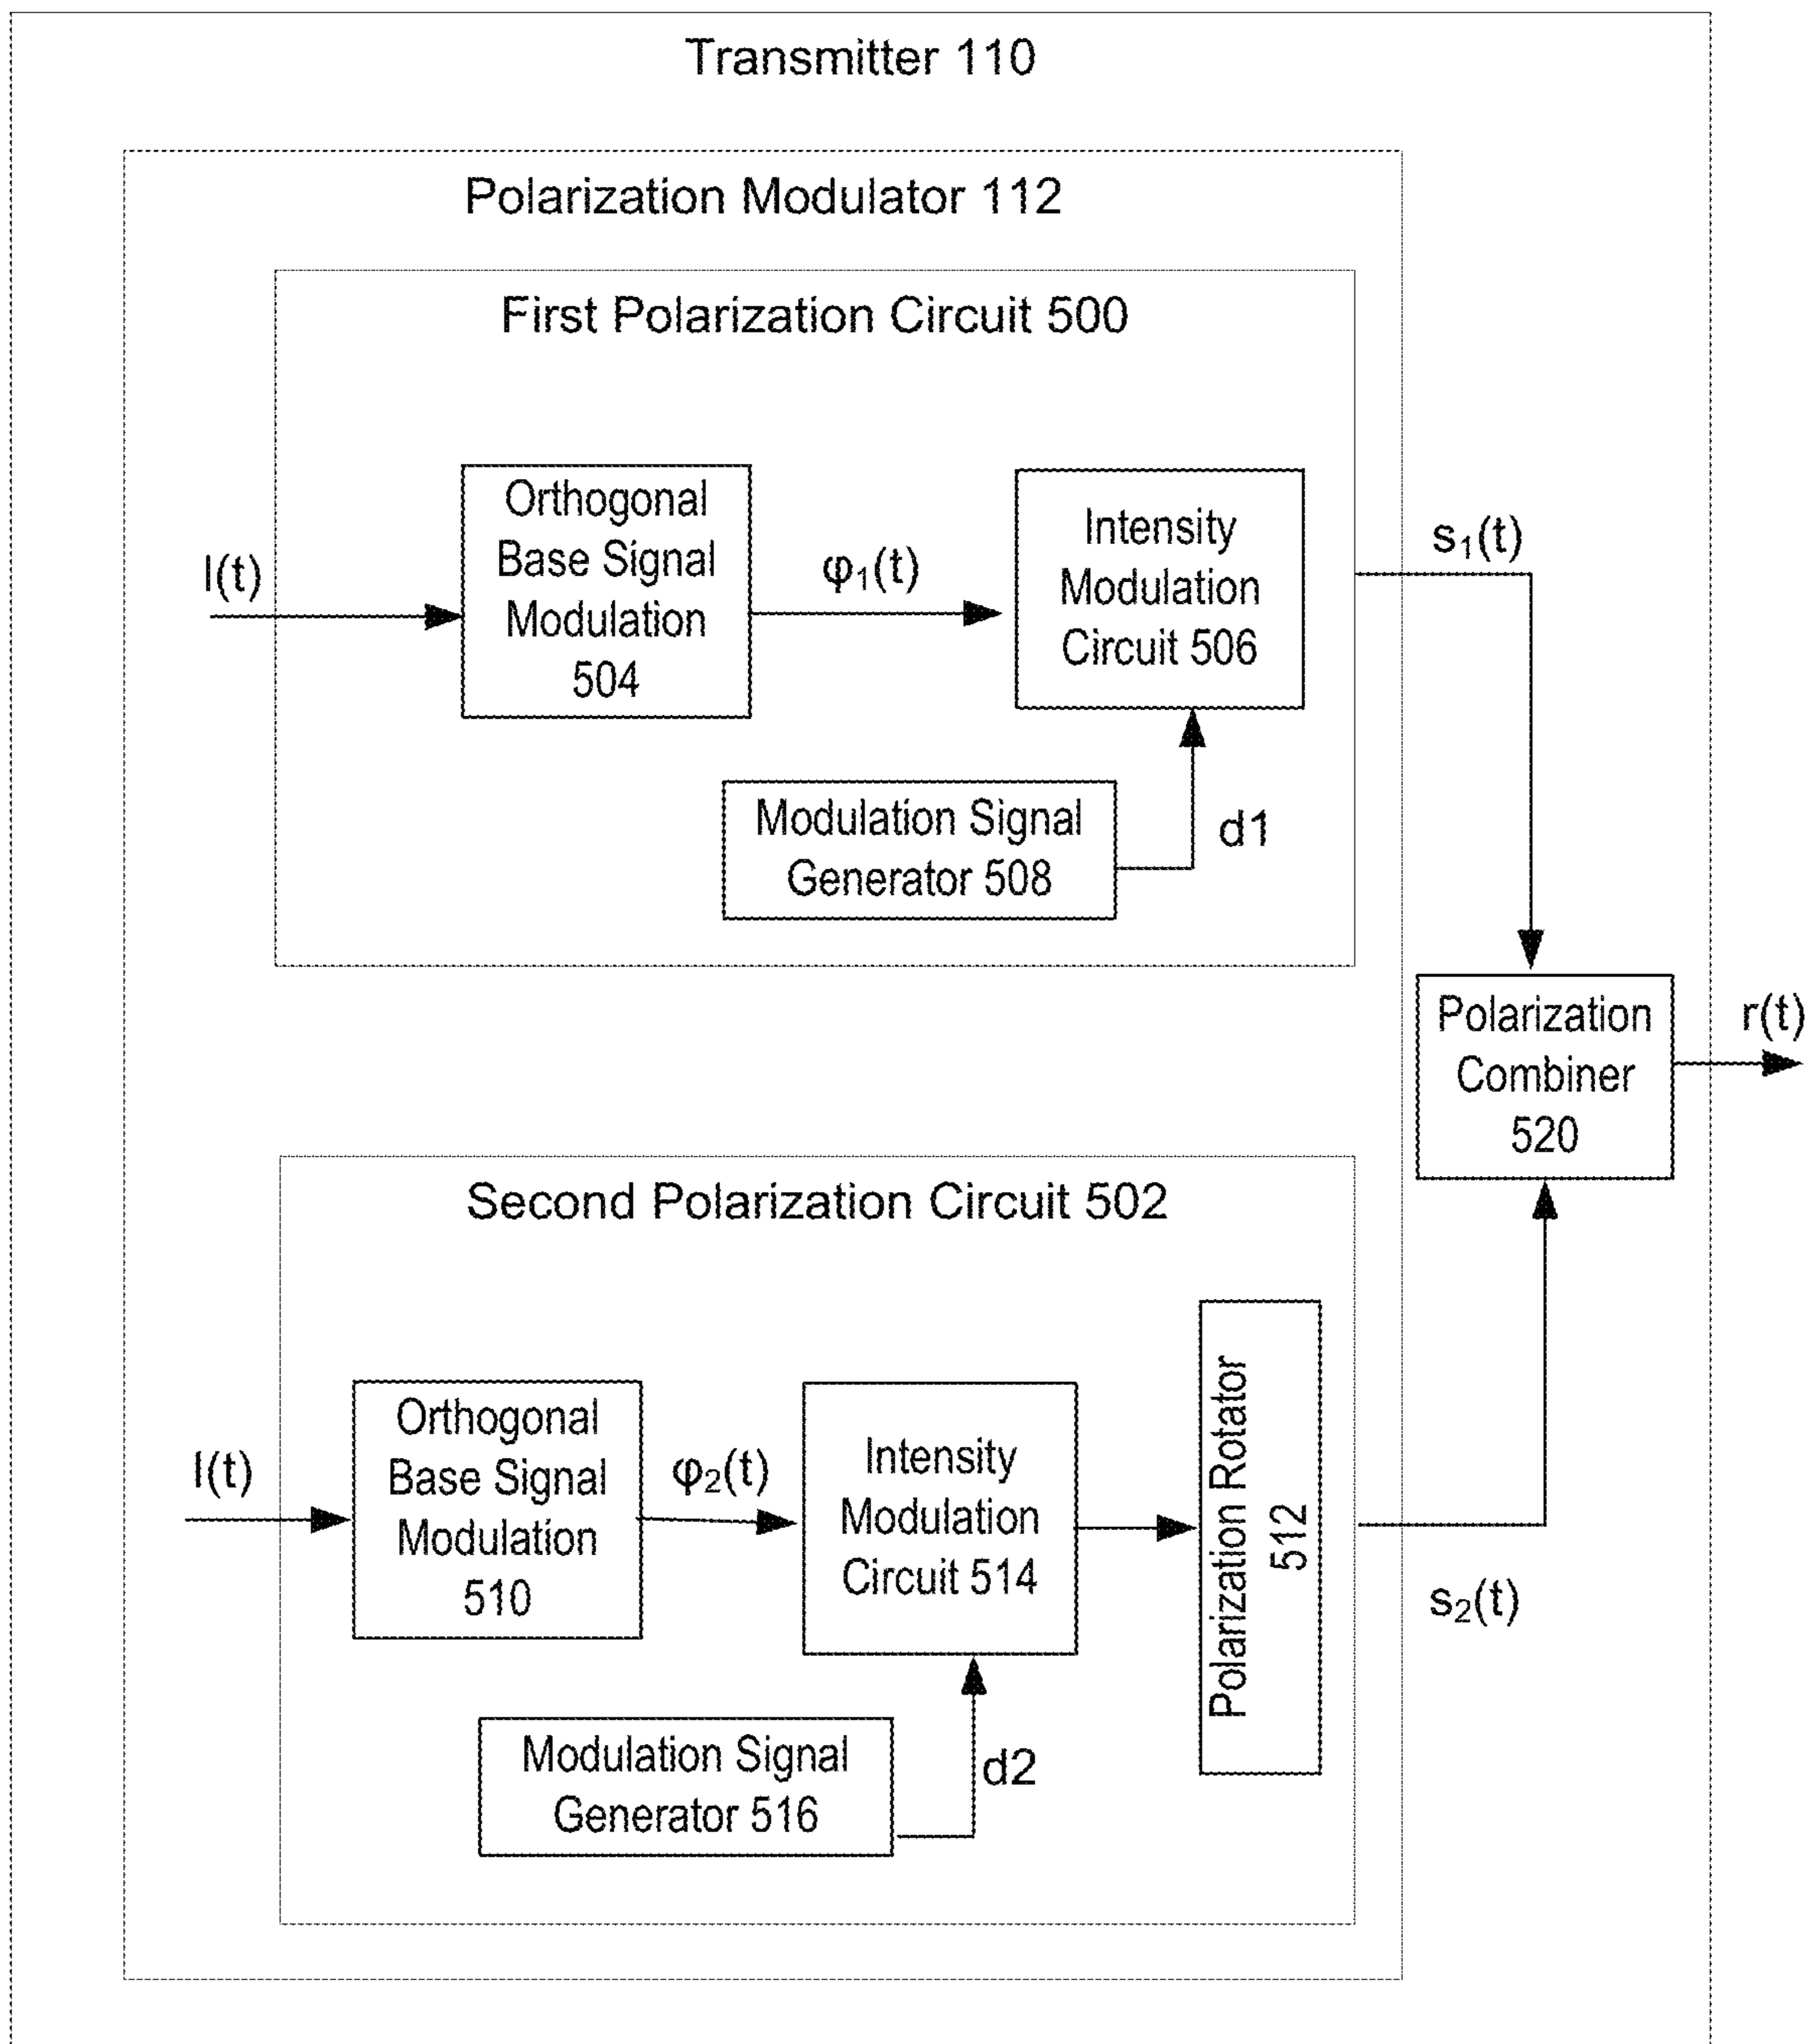 Transmitter 110
Polarization Modulator 112
First Polarization Circuit 500
Orthogonal
Base Signal
Modulation
504
I(t)
φ₁(t)
Intensity
Modulation
Circuit 506
s₁(t)
Modulation Signal
Generator 508
d1
Polarization
Combiner
520
r(t)
Second Polarization Circuit 502
I(t)
Orthogonal
Base Signal
Modulation
510
φ₂(t)
Intensity
Modulation
Circuit 514
Polarization Rotator
512
s₂(t)
Modulation Signal
Generator 516
d2